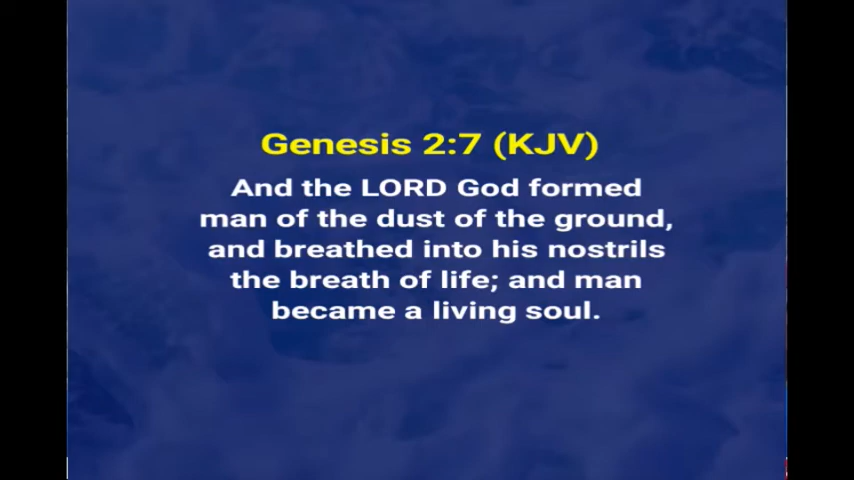 Genesis 2:7 (KJV)
And the LORD God formed
man of the dust of the ground,
and breathed into his nostrils
the breath of life; and man
became a living soul.